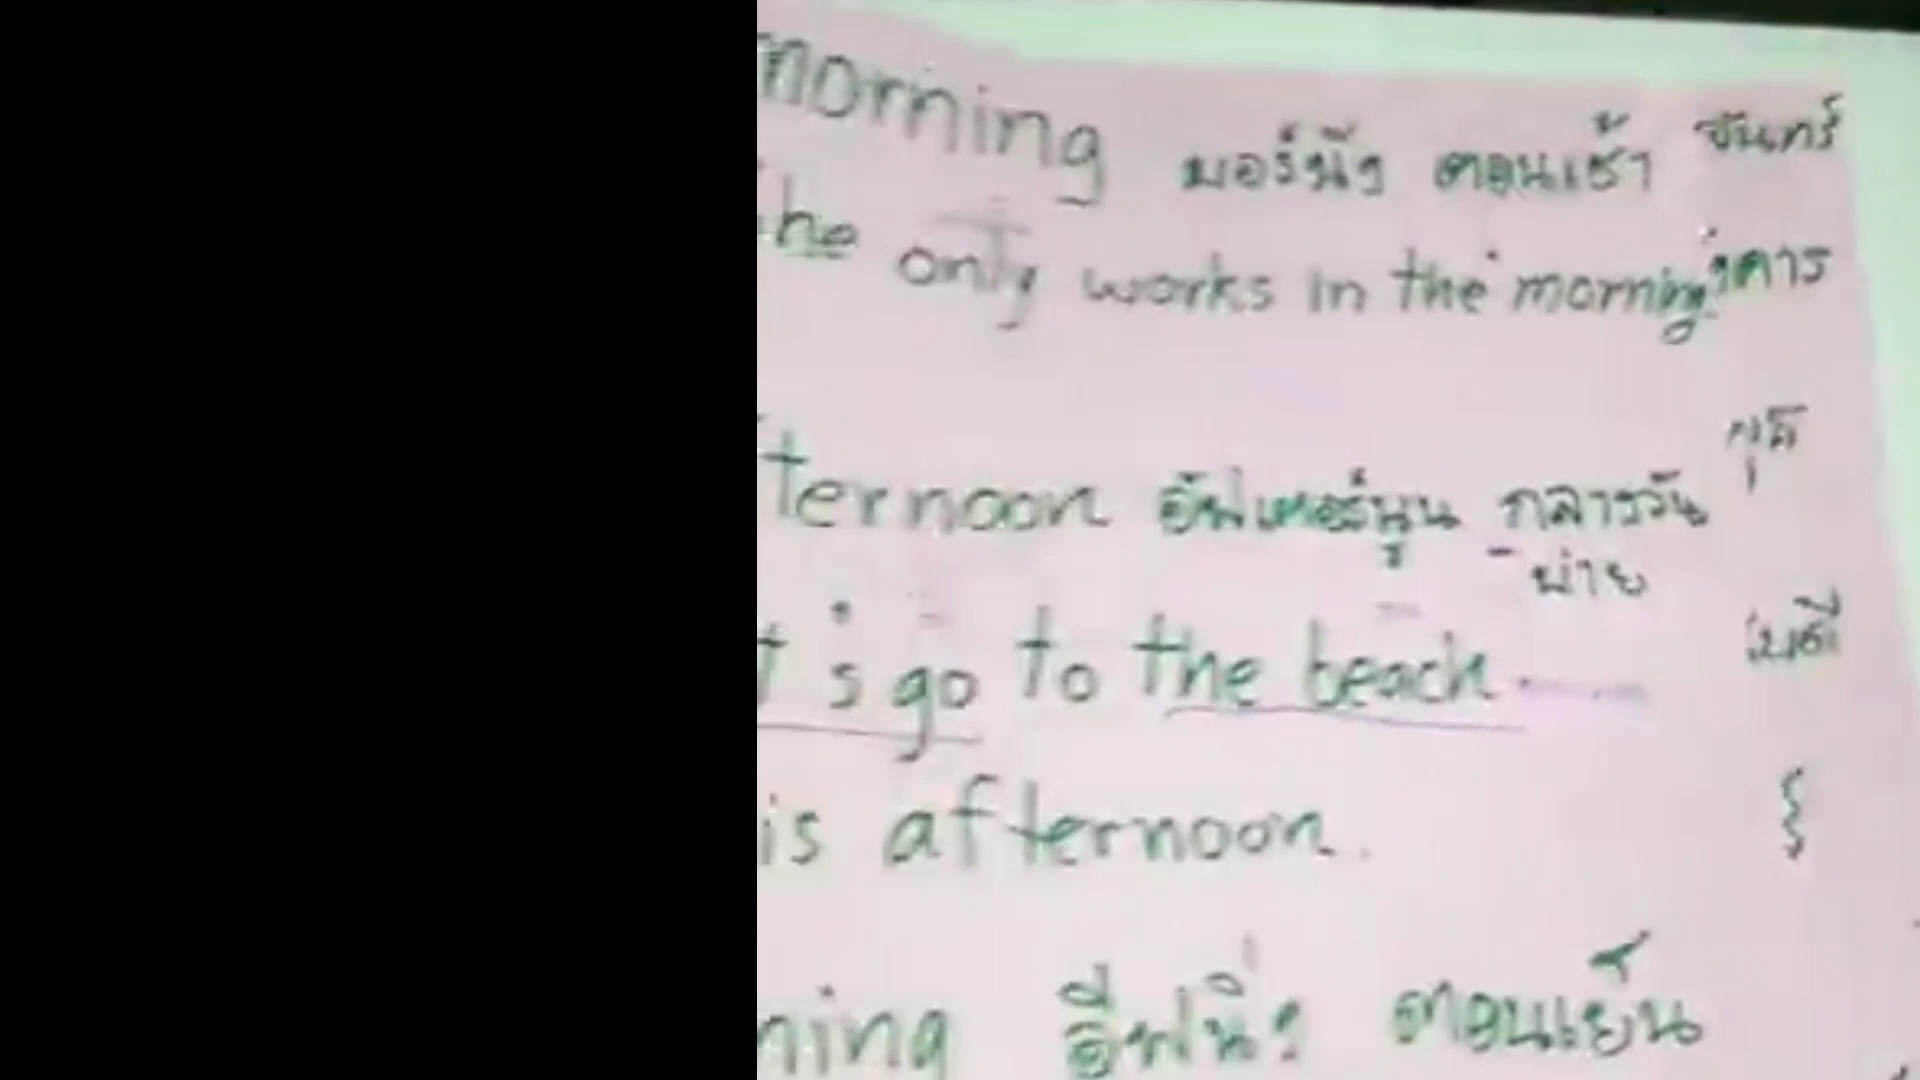 morning มอร์นิ่ง ตอนเช้า จันทร์
he only works in the morning. ังคาร
พุธ
ternoon อัฟเทอร์นูน กลางวัน
บ่าย
t's go to the beach
is afternoon.
ning อีฟนิ่ง ตอนเย็น